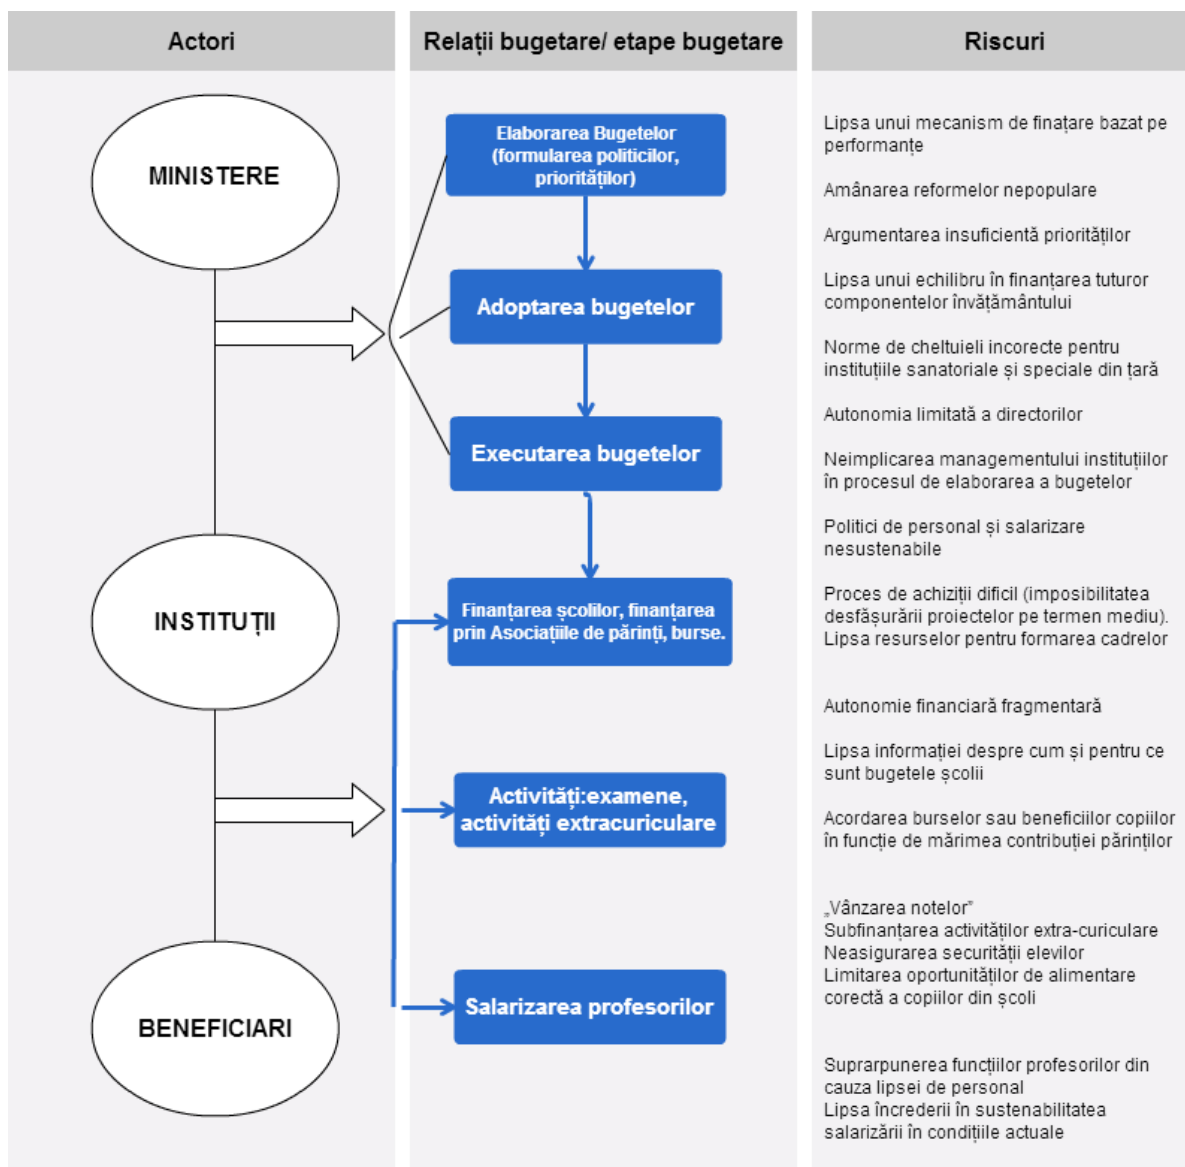 Actori
Relații bugetare/ etape bugetare
Riscuri
MINISTERE
INSTITUȚII
BENEFICIARI
Elaborarea Bugetelor
(formularea politicilor,
priorităților)
Adoptarea bugetelor
Executarea bugetelor
Finanțarea școlilor, finanțarea
prin Asociațiile de părinți, burse.
Activități:examene,
activități extracuriculare
Salarizarea profesorilor
Lipsa unui mecanism de finațare bazat pe
performanțe
Amânarea reformelor nepopulare
Argumentarea insuficientă priorităților
Lipsa unui echilibru în finanțarea tuturor
componentelor învățământului
Norme de cheltuieli incorecte pentru
instituțiile sanatoriale și speciale din țară
Autonomia limitată a directorilor
Neimplicarea managementului instituțiilor
în procesul de elaborarea a bugetelor
Politici de personal și salarizare
nesustenabile
Proces de achiziții dificil (imposibilitatea
desfășurării proiectelor pe termen mediu).
Lipsa resurselor pentru formarea cadrelor
Autonomie financiară fragmentară
Lipsa informației despre cum și pentru ce
sunt bugetele școlii
Acordarea burselor sau beneficiilor copiilor
în funcție de mărimea contribuției părinților
„Vânzarea notelor”
Subfinanțarea activităților extra-curiculare
Neasigurarea securității elevilor
Limitarea oportunităților de alimentare
corectă a copiilor din școli
Suprarpunerea funcțiilor profesorilor din
cauza lipsei de personal
Lipsa încrederii în sustenabilitatea
salarizării în condițiile actuale